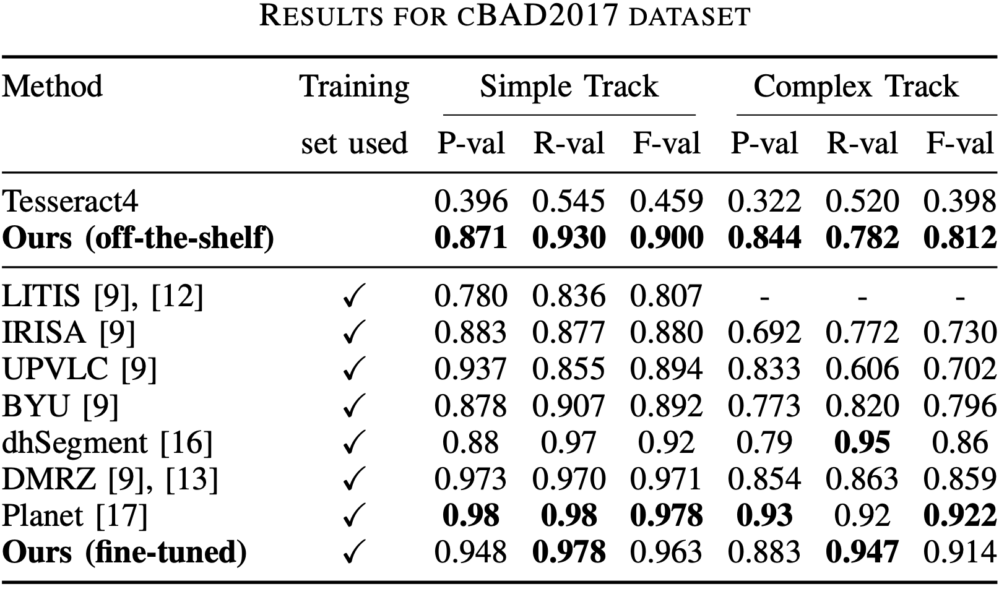 RESULTS FOR CBAD2017 DATASET
Method Training Simple Track Complex Track
set used P-val R-val F-val P-val R-val F-val
Tesseract4 0.396 0.545 0.459 0.322 0.520 0.398
Ours (off-the-shelf) 0.871 0.930 0.900 0.844 0.782 0.812
LITIS [9], [12] ✓ 0.780 0.836 0.807 - - -
IRISA [9] ✓ 0.883 0.877 0.880 0.692 0.772 0.730
UPVLC [9] ✓ 0.937 0.855 0.894 0.833 0.606 0.702
BYU [9] ✓ 0.878 0.907 0.892 0.773 0.820 0.796
dhSegment [16] ✓ 0.88 0.97 0.92 0.79 0.95 0.86
DMRZ [9], [13] ✓ 0.973 0.970 0.971 0.854 0.863 0.859
Planet [17] ✓ 0.98 0.98 0.978 0.93 0.92 0.922
Ours (fine-tuned) ✓ 0.948 0.978 0.963 0.883 0.947 0.914